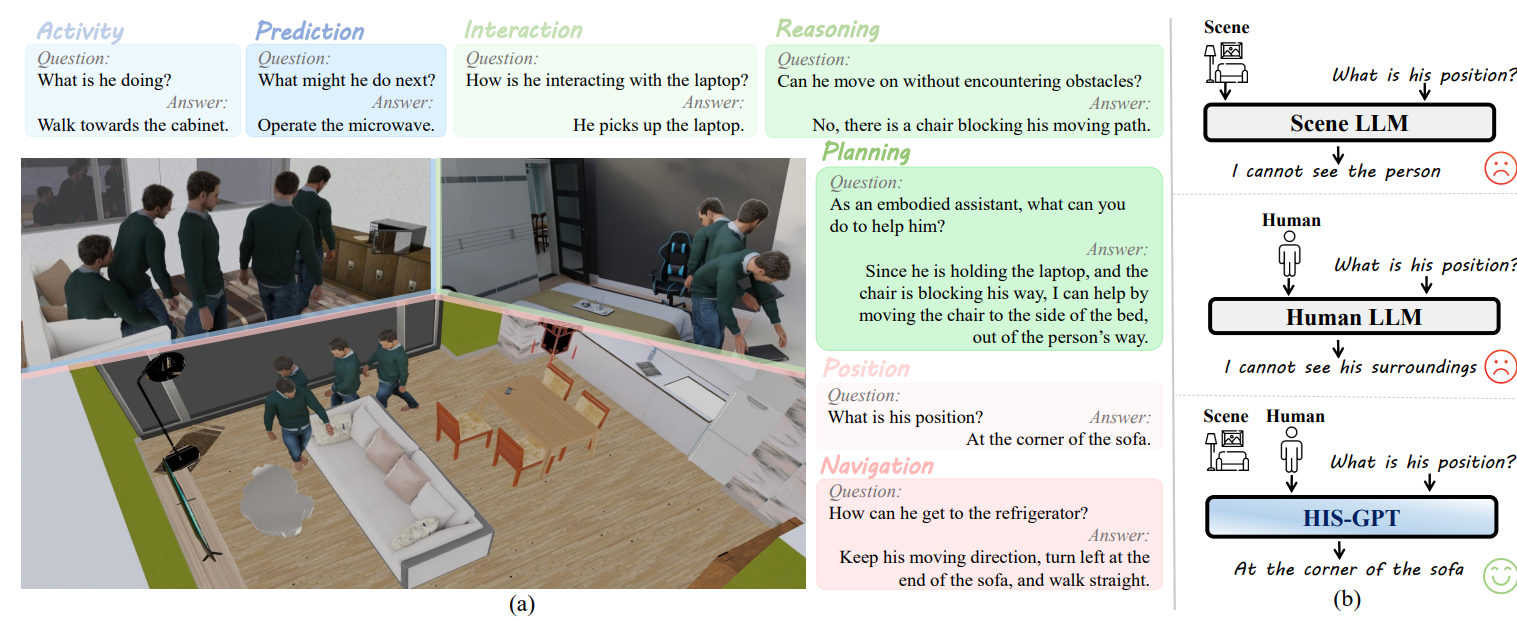 Activity
Question:
What is he doing?
Answer:
Walk towards the cabinet.
Prediction
Question:
What might he do next?
Answer:
Operate the microwave.
Interaction
Question:
How is he interacting with the laptop?
Answer:
He picks up the laptop.
Reasoning
Question:
Can he move on without encountering obstacles?
Answer:
No, there is a chair blocking his moving path.
Planning
Question:
As an embodied assistant, what can you
do to help him?
Answer:
Since he is holding the laptop, and the
chair is blocking his way, I can help by
moving the chair to the side of the bed,
out of the person's way.
Position
Question:
What is his position?
Answer:
At the corner of the sofa.
Navigation
Question:
How can he get to the refrigerator?
Answer:
Keep his moving direction, turn left at the
end of the sofa, and walk straight.
(a)
Scene
What is his position?
Scene LLM
I cannot see the person
Human
What is his position?
Human LLM
I cannot see his surroundings
Scene Human
What is his position?
HIS-GPT
At the corner of the sofa
(b)